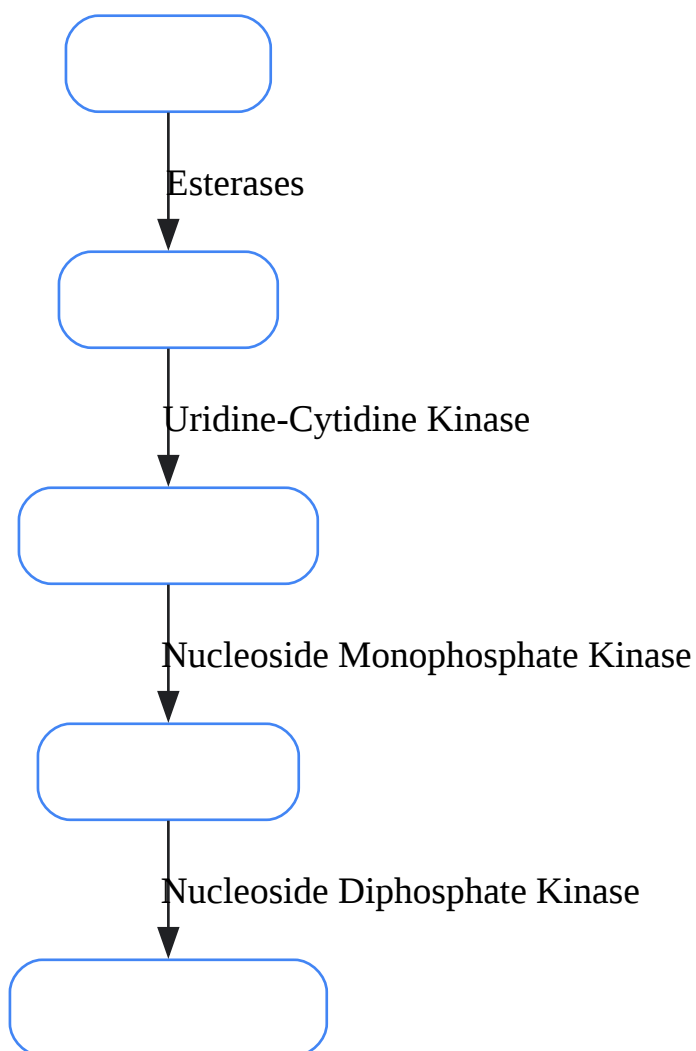 Esterases
Uridine-Cytidine Kinase
Nucleoside Monophosphate Kinase
Nucleoside Diphosphate Kinase